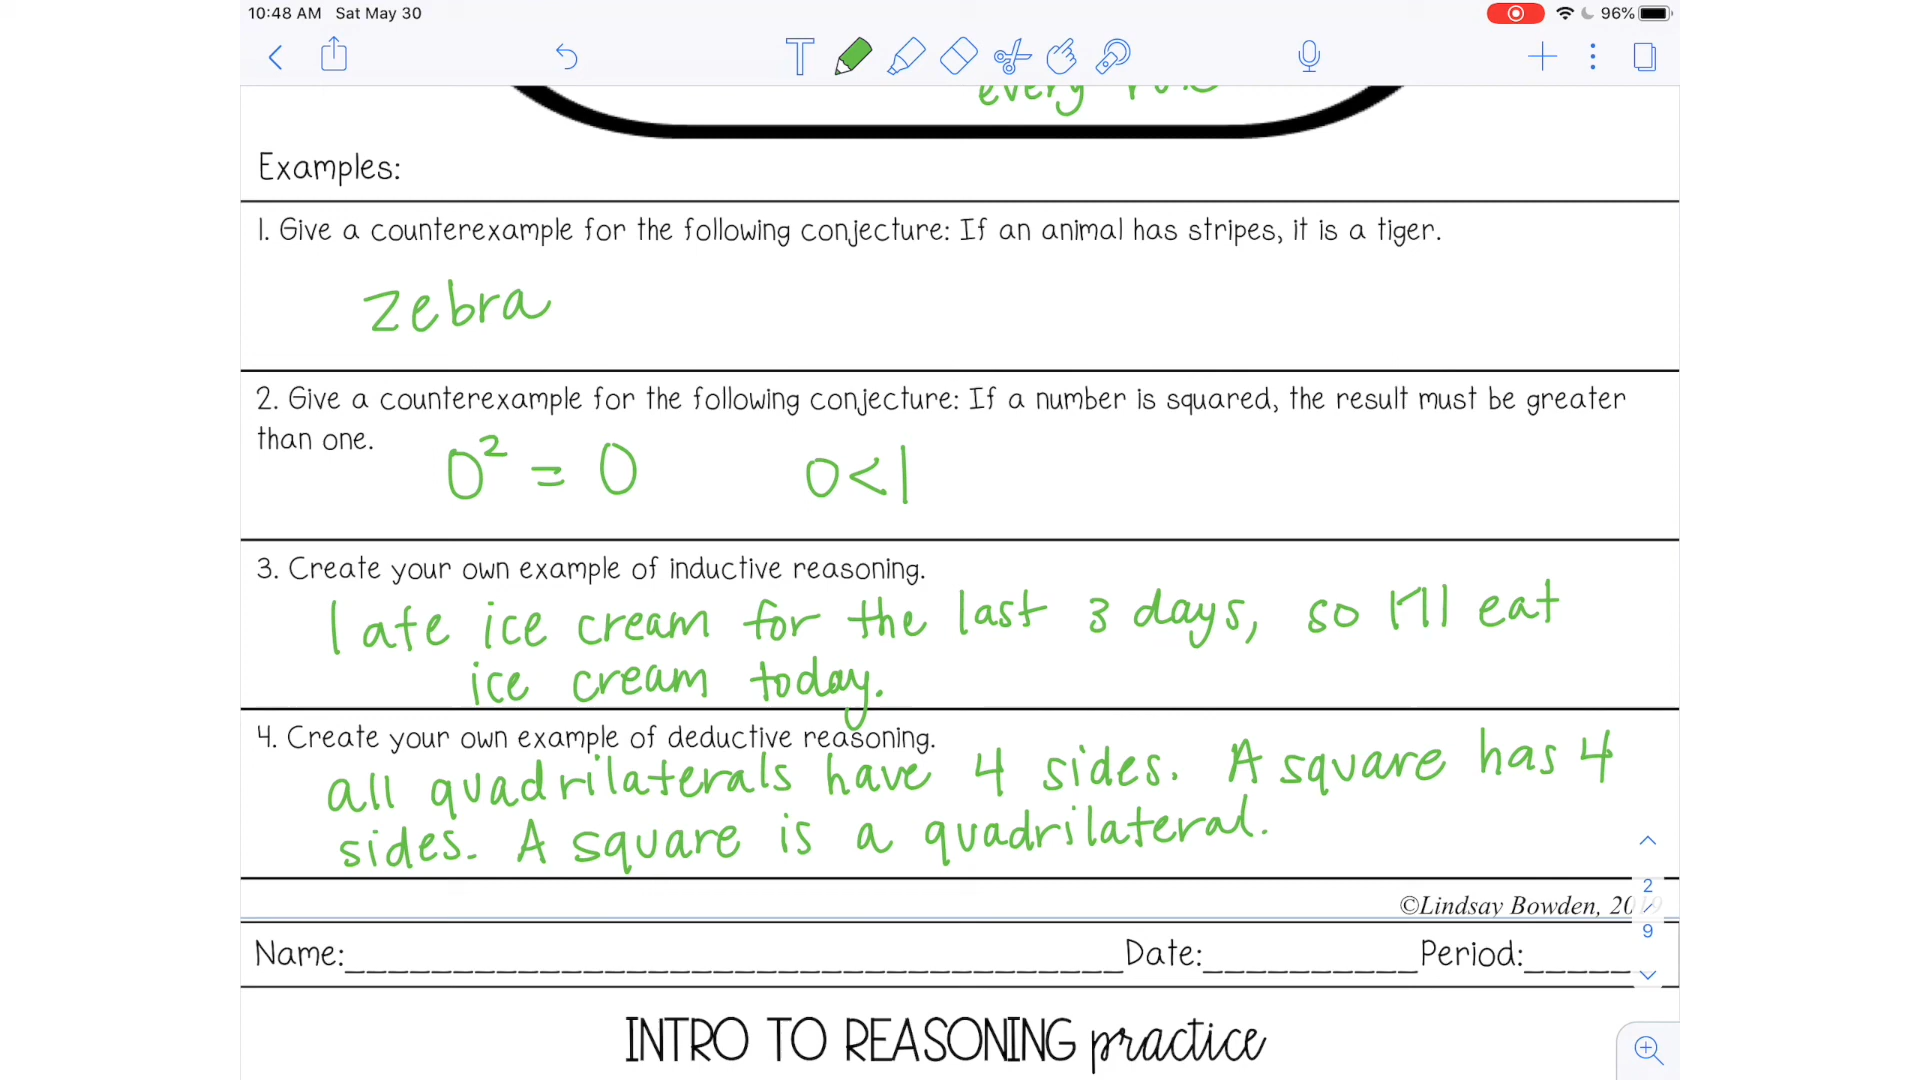 10:48 AM Sat May 30
96%
every
Examples:
1. Give a counterexample for the following conjecture: If an animal has stripes, it is a tiger.
zebra
2. Give a counterexample for the following conjecture: If a number is squared, the result must be greater
than one.
0² = 0 0<1
3. Create your own example of inductive reasoning.
I ate ice cream for the last 3 days, so I'll eat
ice cream today.
4. Create your own example of deductive reasoning.
all quadrilaterals have 4 sides. A square has 4
sides. A square is a quadrilateral.
©Lindsay Bowden, 20
2
9
Name: Date: Period:
INTRO TO REASONING practice